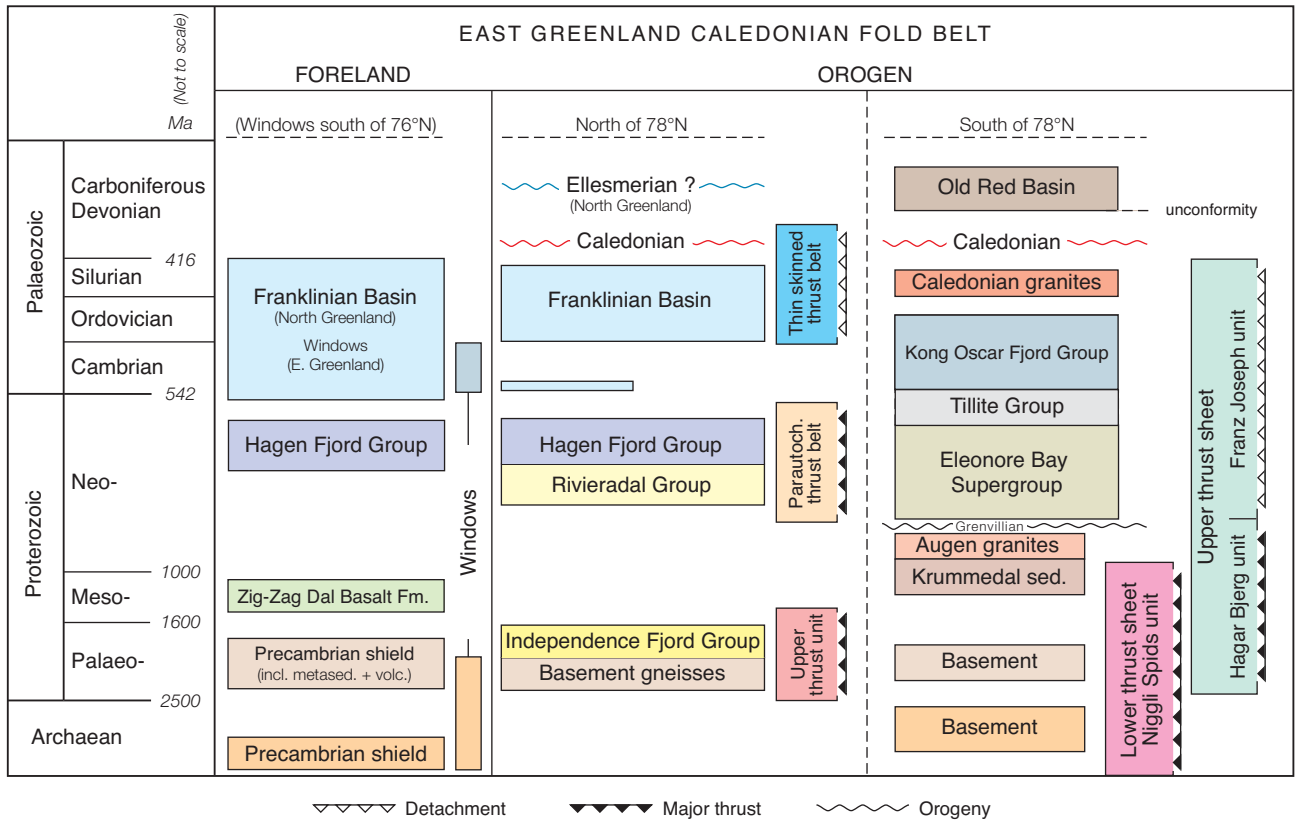 EAST GREENLAND CALEDONIAN FOLD BELT
(Not to scale)
Ma
FORELAND
OROGEN
(Windows south of 76°N)
North of 78°N
South of 78°N
Palaeozoic
Carboniferous
Devonian
416
Silurian
Ordovician
Cambrian
542
Proterozoic
Neo-
1000
Meso-
1600
Palaeo-
2500
Archaean
Franklinian Basin
(North Greenland)
Windows
(E. Greenland)
Hagen Fjord Group
Zig-Zag Dal Basalt Fm.
Precambrian shield
(incl. metased. + volc.)
Precambrian shield
Windows
Ellesmerian ?
(North Greenland)
Caledonian
Franklinian Basin
Hagen Fjord Group
Rivieradal Group
Independence Fjord Group
Basement gneisses
Thin skinned
thrust belt
Parautoch.
thrust belt
Upper
thrust unit
Old Red Basin
unconformity
Caledonian
Caledonian granites
Kong Oscar Fjord Group
Tillite Group
Eleonore Bay
Supergroup
Grenvillian
Augen granites
Krummedal sed.
Basement
Basement
Lower thrust sheet
Niggli Spids unit
Upper thrust sheet
Franz Joseph unit
Hagar Bjerg unit
Detachment
Major thrust
Orogeny